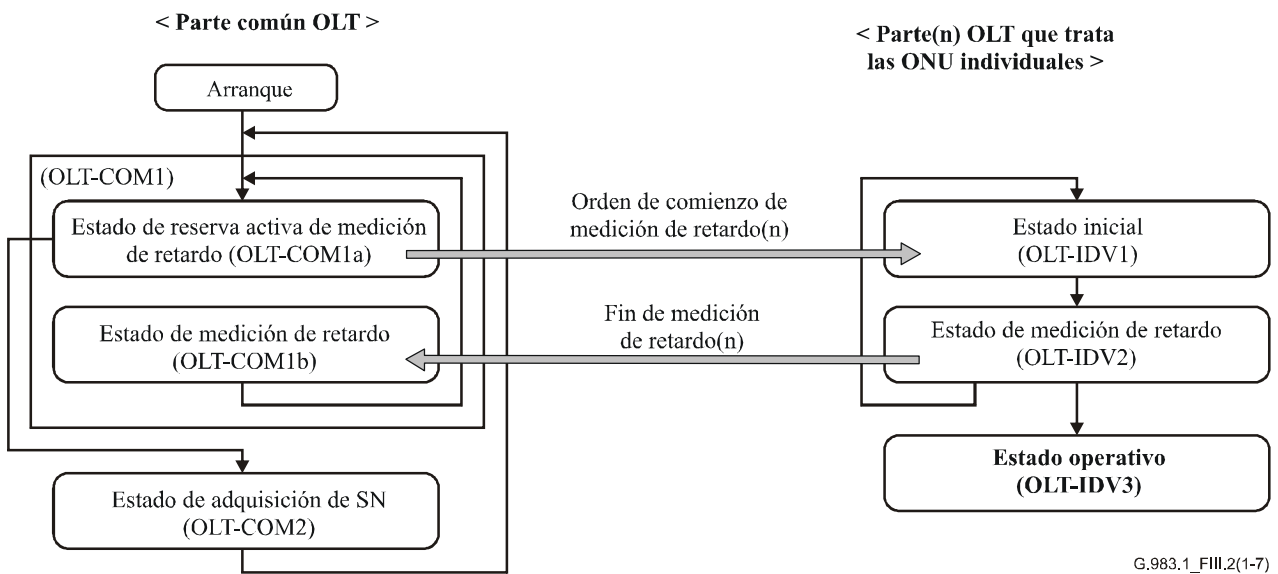 < Parte común OLT >
< Parte(n) OLT que trata
las ONU individuales >
Arranque
(OLT-COM1)
Estado de reserva activa de medición
de retardo (OLT-COM1a)
Orden de comienzo de
medición de retardo(n)
Estado inicial
(OLT-IDV1)
Estado de medición de retardo
(OLT-COM1b)
Fin de medición
de retardo(n)
Estado de medición de retardo
(OLT-IDV2)
Estado operativo
(OLT-IDV3)
Estado de adquisición de SN
(OLT-COM2)
G.983.1_FIII.2(1-7)